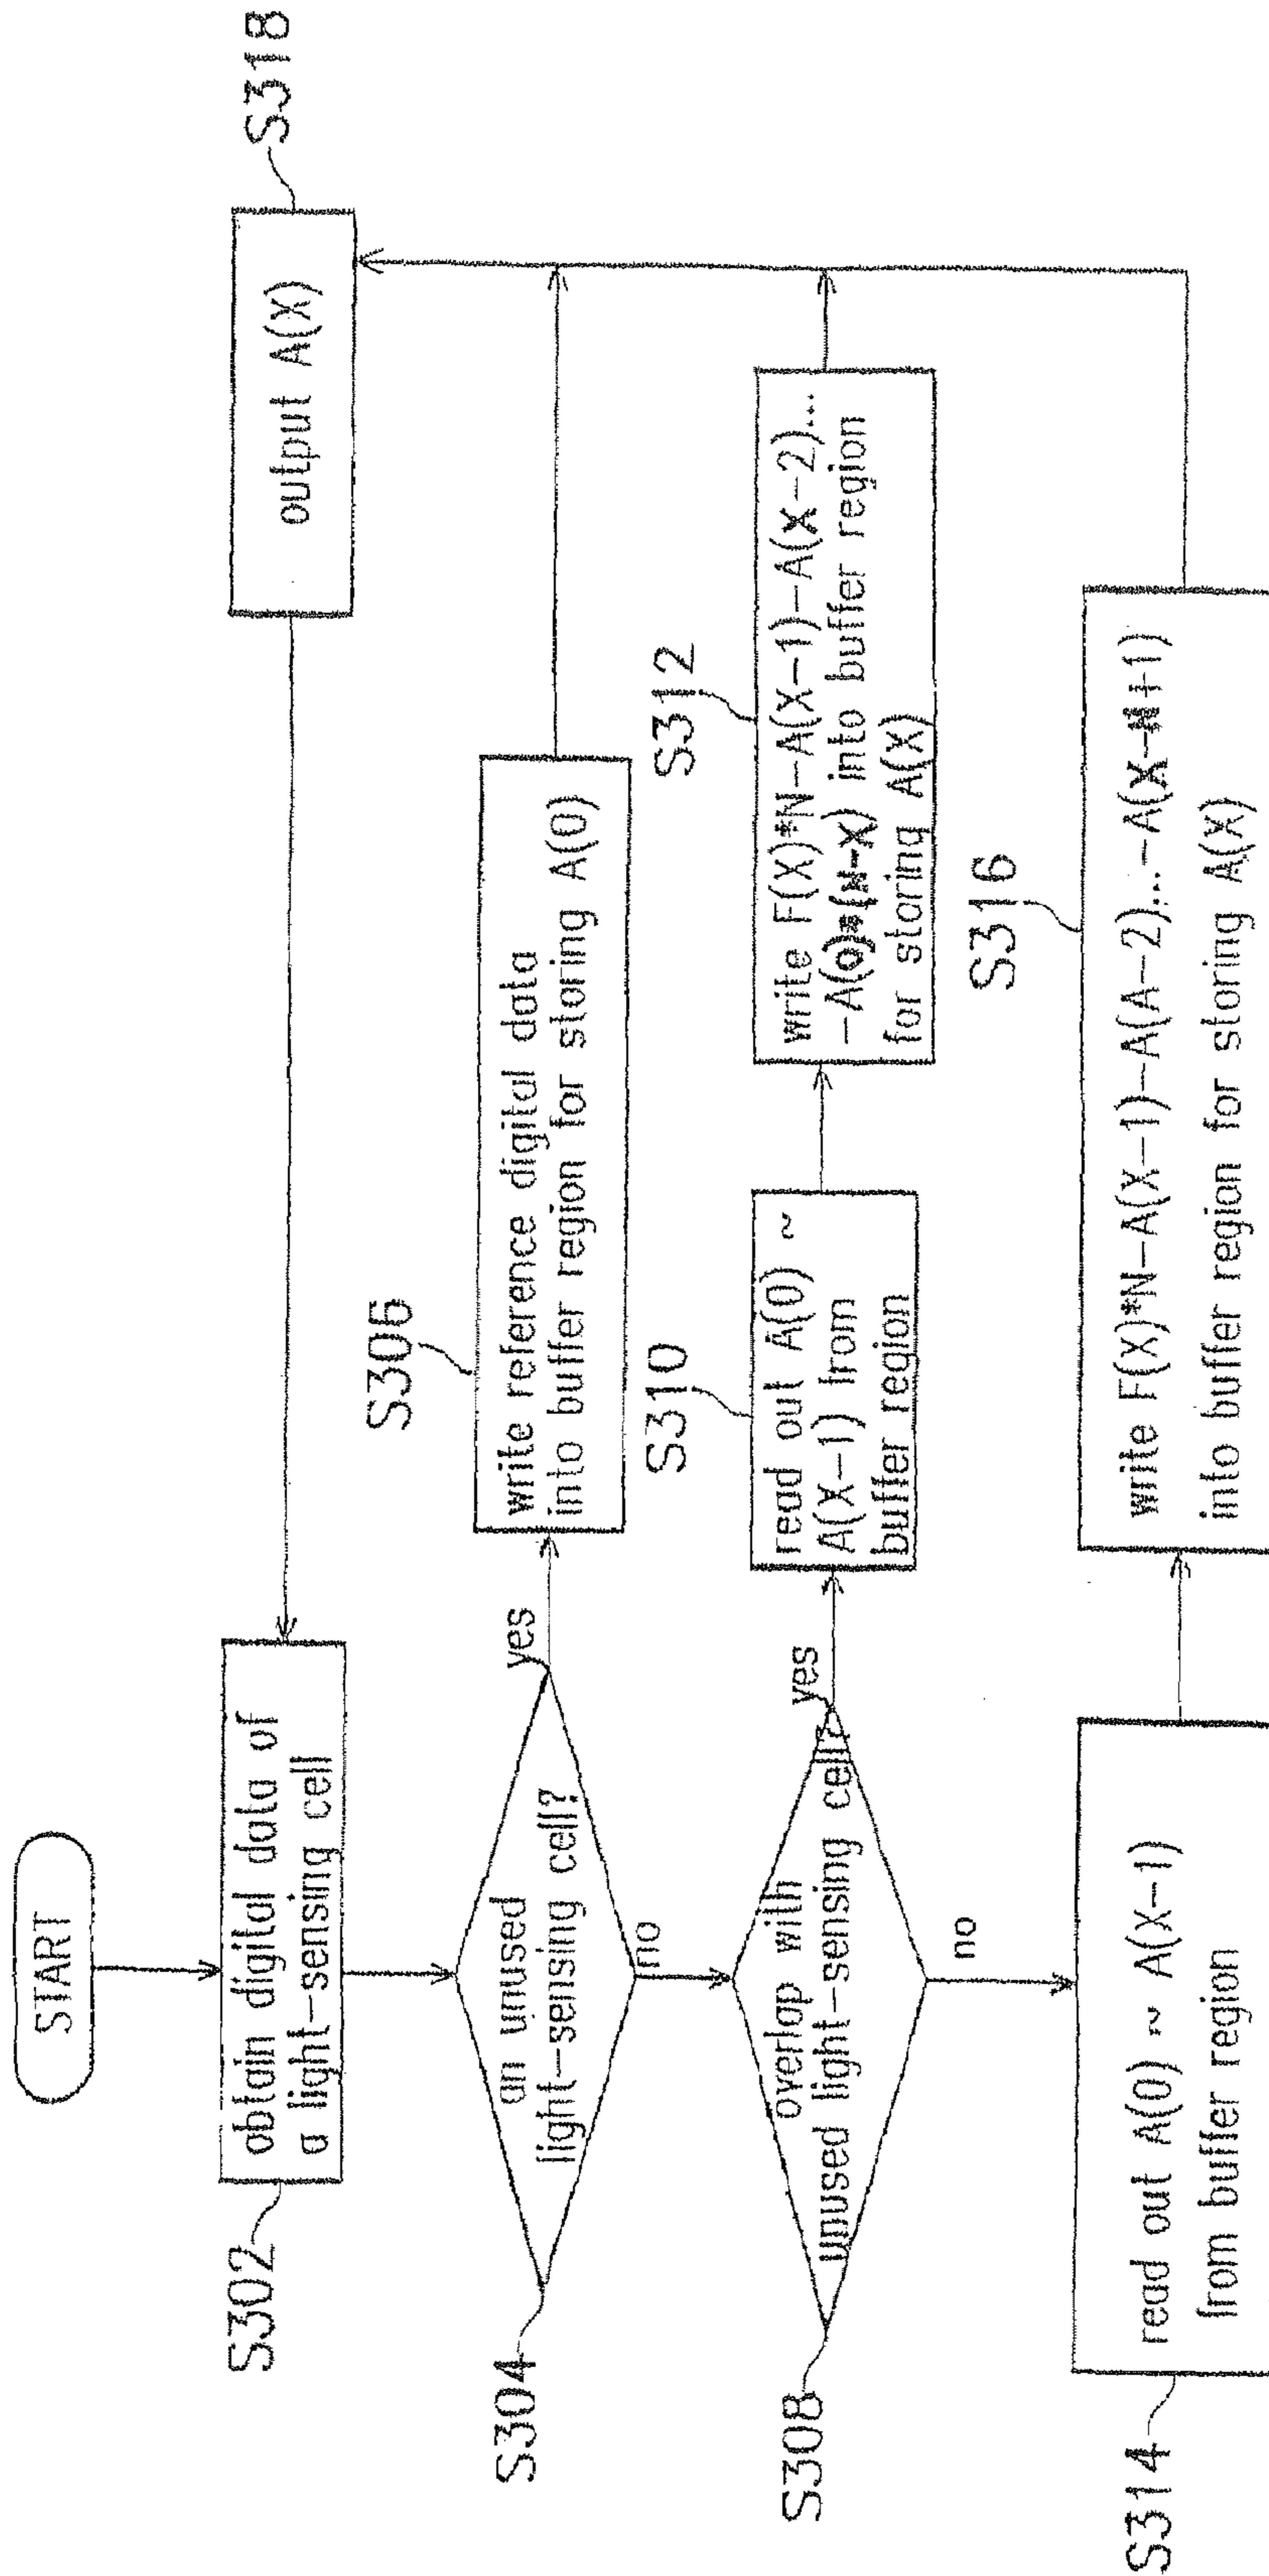 START
S302
obtain digital data of
a light-sensing cell
S318
output A(X)
S304
an unused
light-sensing cell?
yes
no
S306
write reference digital data
into buffer region for storing A(0)
S308
overlap with
unused light-sensing cell?
yes
no
S310
read out A(0) ~
A(X-1) from
buffer region
S312
write F(X)*N-A(X-1)-A(X-2)...
-A(0)*(N-X) into buffer region
for storing A(X)
S314
read out A(0) ~ A(X-1)
from buffer region
S316
write F(X)*N-A(X-1)-A(A-2)...-A(X-N+1)
into buffer region for storing A(X)